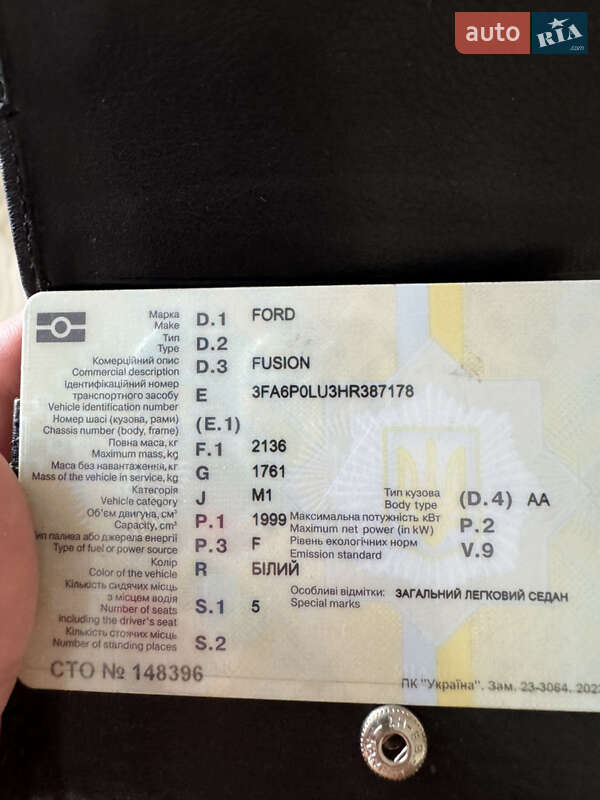 auto RIA .com
Марка
Make D.1 FORD
Тип
Type D.2
Комерційний опис
Commercial description D.3 FUSION
Ідентифікаційний номер
транспортного засобу
Vehicle identification number E 3FA6P0LU3HR387178
Номер шасі (кузова, рами)
Chassis number (body, frame) (E.1)
Повна маса, кг
Maximum mass, kg F.1 2136
Маса без навантаження, кг
Mass of the vehicle in service, kg G 1761
Категорія
Vehicle category J M1
Тип кузова
Body type (D.4) AA
Об'єм двигуна, см³
Capacity, cm³ P.1 1999
Максимальна потужність кВт
Maximum net power (in kW) P.2
Тип палива або джерела енергії
Type of fuel or power source P.3 F
Рівень екологічних норм
Emission standard V.9
Колір
Color of the vehicle R БІЛИЙ
Кількість сидячих місць
з місцем водія
Number of seats
including the driver's seat S.1 5
Особливі відмітки: ЗАГАЛЬНИЙ ЛЕГКОВИЙ СЕДАН
Special marks
Кількість стоячих місць
Number of standing places S.2
СТО № 148396
ПК "Україна". Зам. 23-3064.